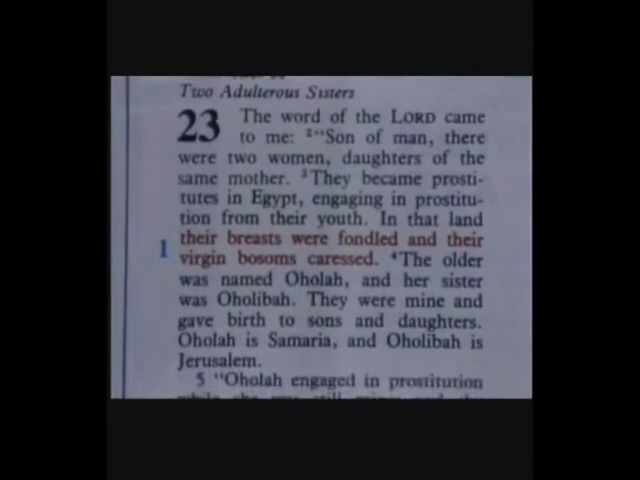 Two Adulterous Sisters
23 The word of the LORD came
to me: 2"Son of man, there
were two women, daughters of the
same mother. 3They became prosti-
tutes in Egypt, engaging in prostitu-
tion from their youth. In that land
their breasts were fondled and their
1 virgin bosoms caressed. 4The older
was named Oholah, and her sister
was Oholibah. They were mine and
gave birth to sons and daughters.
Oholah is Samaria, and Oholibah is
Jerusalem.
5 "Oholah engaged in prostitution